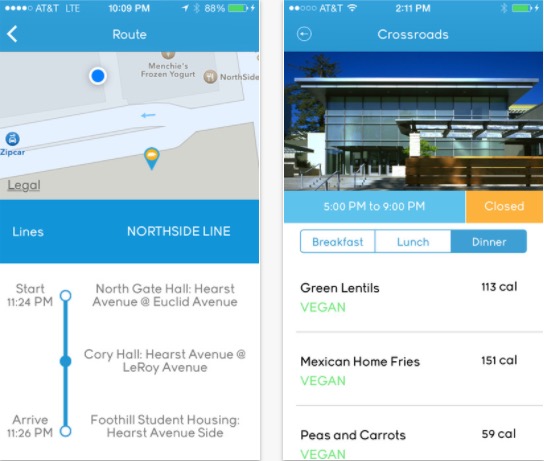 AT&T LTE 10:09 PM 88%
Route
Menchie's
Frozen Yogurt
NorthSide
Zipcar
Legal
Lines NORTHSIDE LINE
Start
11:24 PM
North Gate Hall: Hearst
Avenue @ Euclid Avenue
Cory Hall: Hearst Avenue @
LeRoy Avenue
Arrive
11:26 PM
Foothill Student Housing:
Hearst Avenue Side
AT&T 2:11 PM
Crossroads
5:00 PM to 9:00 PM Closed
Breakfast Lunch Dinner
Green Lentils 113 cal
VEGAN
Mexican Home Fries 151 cal
VEGAN
Peas and Carrots 59 cal
VEGAN